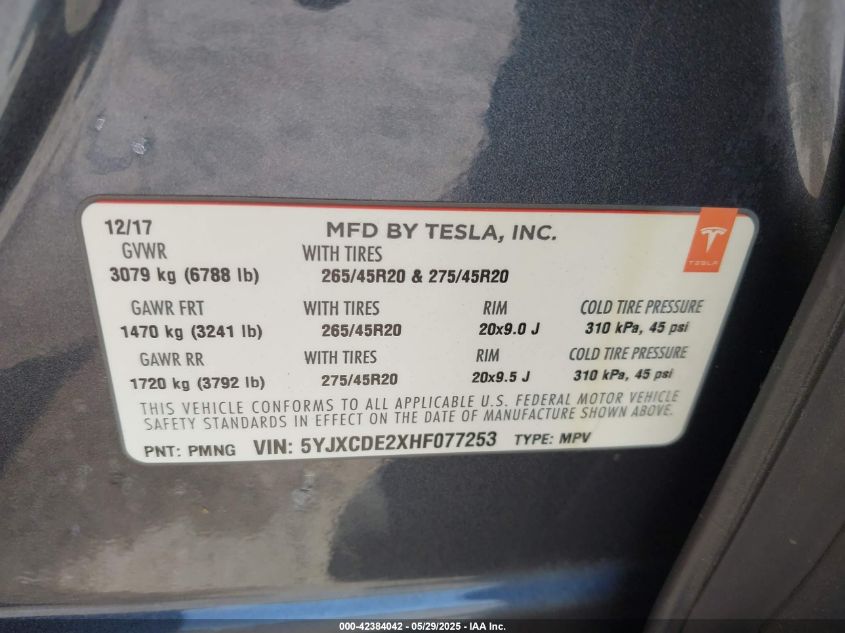 12/17 MFD BY TESLA, INC.
GVWR WITH TIRES
3079 kg (6788 lb) 265/45R20 & 275/45R20
TESLA
GAWR FRT WITH TIRES RIM COLD TIRE PRESSURE
1470 kg (3241 lb) 265/45R20 20x9.0 J 310 kPa, 45 psi
GAWR RR WITH TIRES RIM COLD TIRE PRESSURE
1720 kg (3792 lb) 275/45R20 20x9.5 J 310 kPa, 45 psi
THIS VEHICLE CONFORMS TO ALL APPLICABLE U.S. FEDERAL MOTOR VEHICLE
SAFETY STANDARDS IN EFFECT ON THE DATE OF MANUFACTURE SHOWN ABOVE.
PNT: PMNG VIN: 5YJXCDE2XHF077253 TYPE: MPV
000-42384042 - 05/29/2025 - IAA Inc.